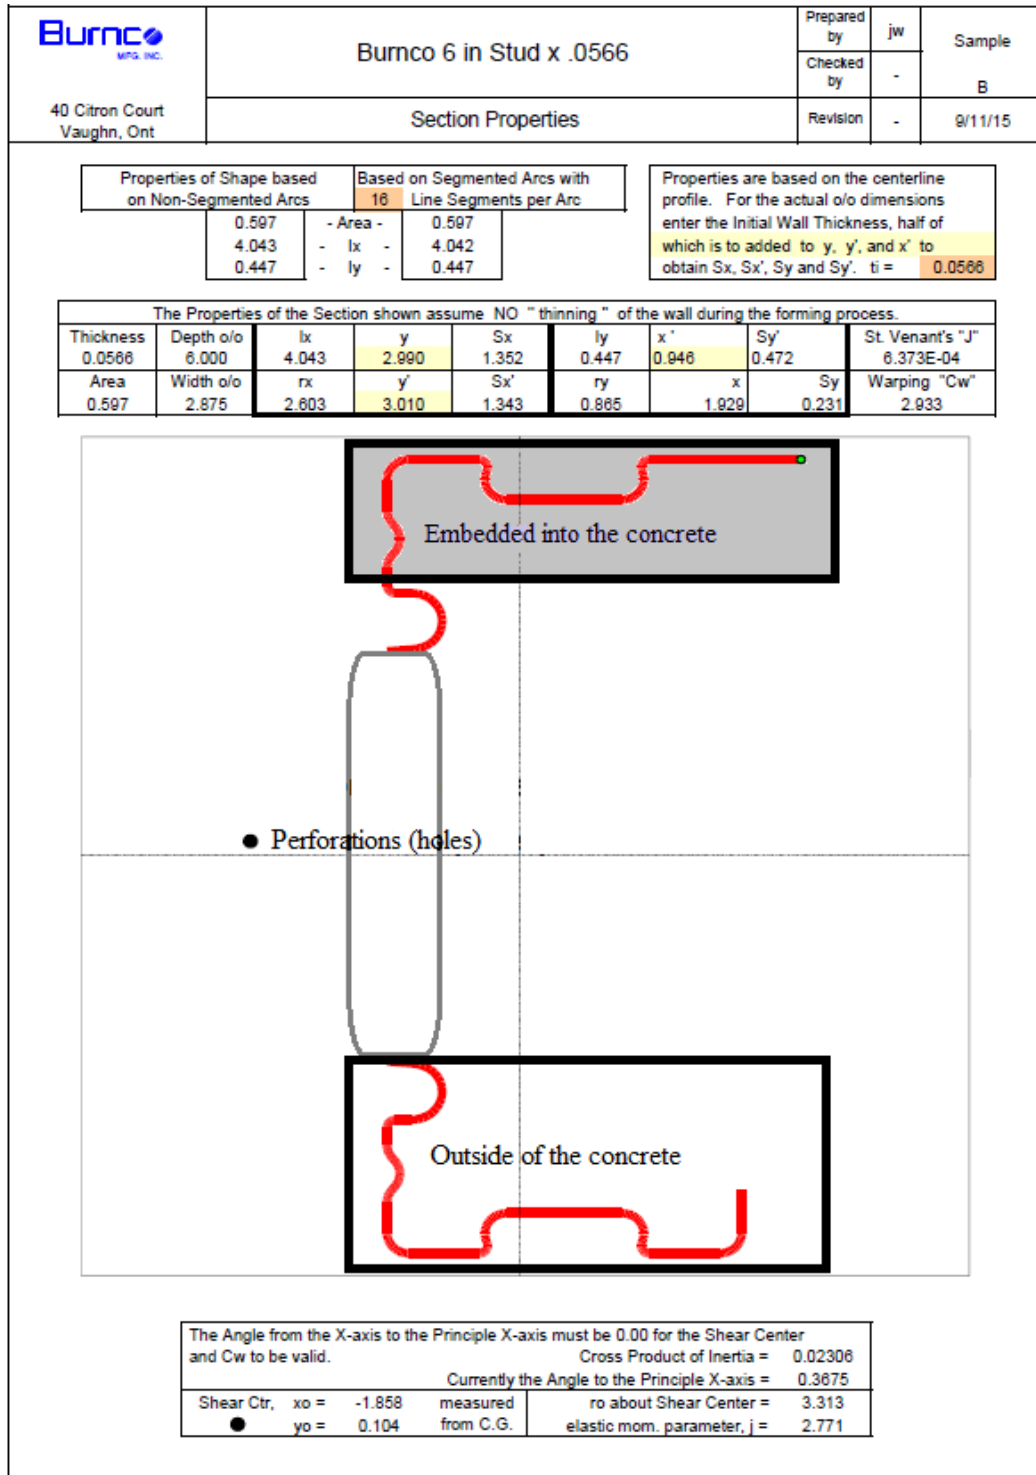 Burnco
MFG. INC.
40 Citron Court
Vaughn, Ont
Burnco 6 in Stud x .0566
Section Properties
Prepared by jw
Checked by -
Revision -
Sample
B
9/11/15
Properties of Shape based
on Non-Segmented Arcs
Based on Segmented Arcs with
16 Line Segments per Arc
0.597 - Area - 0.597
4.043 - Ix - 4.042
0.447 - Iy - 0.447
Properties are based on the centerline
profile. For the actual o/o dimensions
enter the Initial Wall Thickness, half of
which is to added to y, y', and x' to
obtain Sx, Sx', Sy and Sy'. ti = 0.0566
The Properties of the Section shown assume NO " thinning " of the wall during the forming process.
Thickness Depth o/o Ix y Sx Iy x ' Sy' St. Venant's "J"
0.0566 6.000 4.043 2.990 1.352 0.447 0.946 0.472 6.373E-04
Area Width o/o rx y' Sx' ry x Sy Warping "Cw"
0.597 2.875 2.603 3.010 1.343 0.865 1.929 0.231 2.933
Embedded into the concrete
Perforations (holes)
Outside of the concrete
The Angle from the X-axis to the Principle X-axis must be 0.00 for the Shear Center
and Cw to be valid. Cross Product of Inertia = 0.02306
Currently the Angle to the Principle X-axis = 0.3675
Shear Ctr, xo = -1.858 measured ro about Shear Center = 3.313
yo = 0.104 from C.G. elastic mom. parameter, j = 2.771